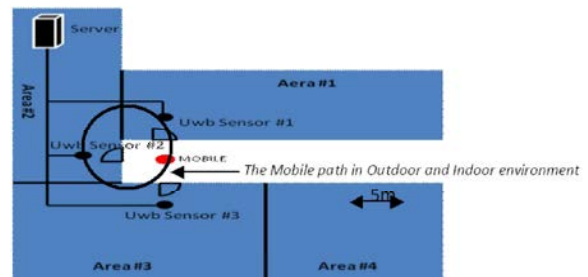 Server
Aera #1
Area#2
Uwb Sensor #1
Uwb Sensor #2
MOBILE
The Mobile path in Outdoor and Indoor environment
5m
Uwb Sensor #3
Area #3
Area #4